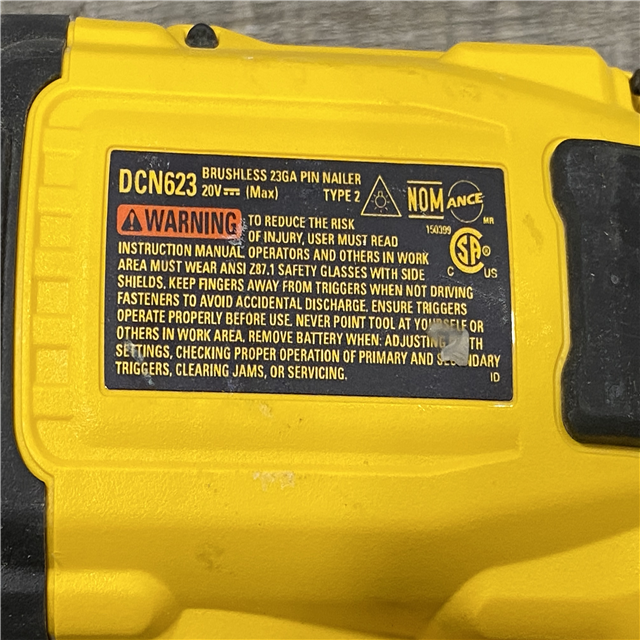 DCN623 BRUSHLESS 23GA PIN NAILER
20V⎓ (Max) TYPE 2
NOM ANCE
MR
150399
SA C US
WARNING TO REDUCE THE RISK
OF INJURY, USER MUST READ
INSTRUCTION MANUAL. OPERATORS AND OTHERS IN WORK
AREA MUST WEAR ANSI Z87.1 SAFETY GLASSES WITH SIDE
SHIELDS. KEEP FINGERS AWAY FROM TRIGGERS WHEN NOT DRIVING
FASTENERS TO AVOID ACCIDENTAL DISCHARGE. ENSURE TRIGGERS
OPERATE PROPERLY BEFORE USE. NEVER POINT TOOL AT YOURSELF OR
OTHERS IN WORK AREA. REMOVE BATTERY WHEN: ADJUSTING
SETTINGS, CHECKING PROPER OPERATION OF PRIMARY AND SECONDARY
TRIGGERS, CLEARING JAMS, OR SERVICING.
ID